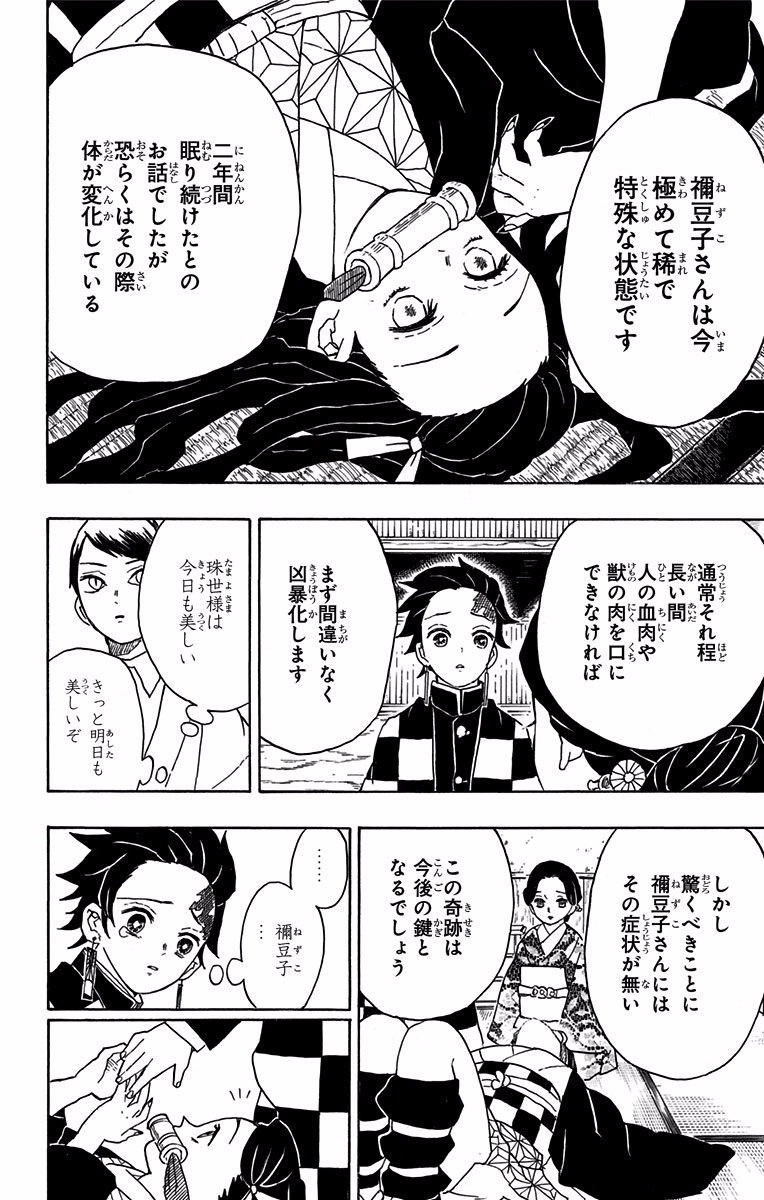 禰豆子さんは今
極めて稀で
特殊な状態です
二年間
眠り続けたとの
お話でしたが
恐らくはその際
体が変化している
通常それ程
長い間
人の血肉や
獣の肉を口に
できなければ
まず間違いなく
凶暴化します
珠世様は
今日も美しい
きっと明日も
美しいぞ
しかし
驚くべきことに
禰豆子さんには
その症状が無い
この奇跡は
今後の鍵と
なるでしょう
……
禰豆子
…